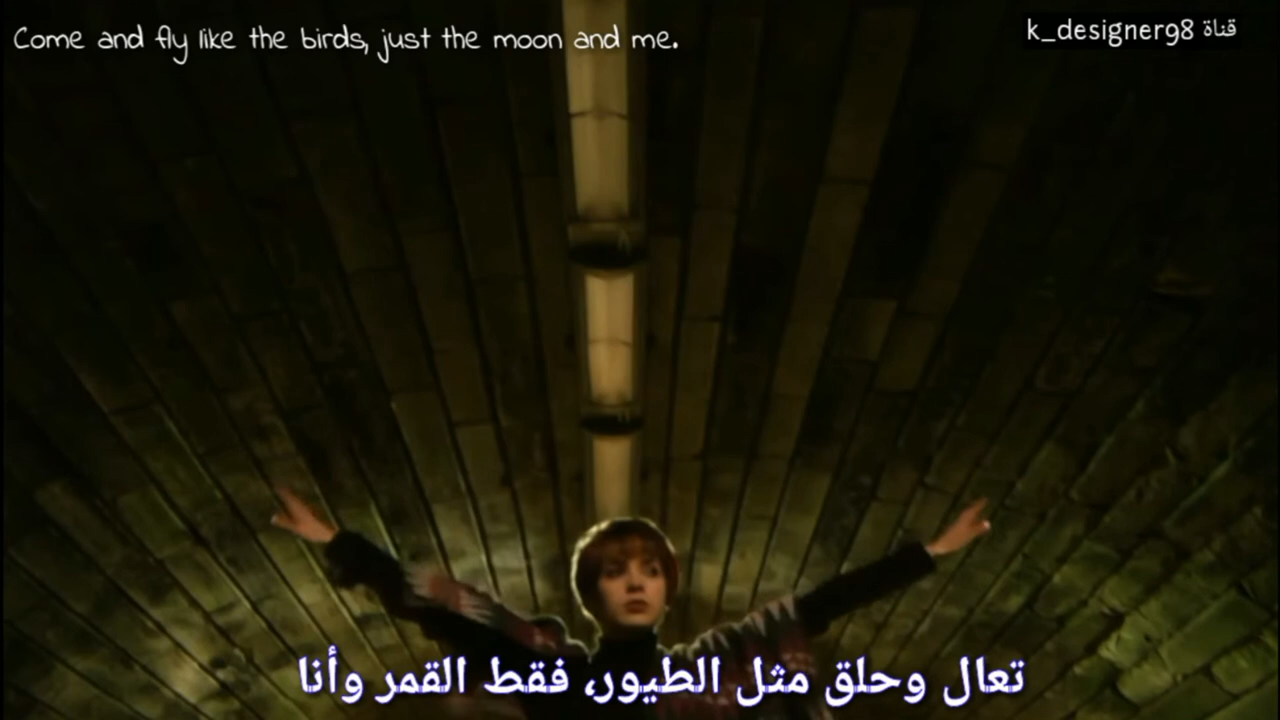 Come and fly like the birds, just the moon and me.
قناة k_designer98
تعال وحلق مثل الطيور، فقط القمر وأنا